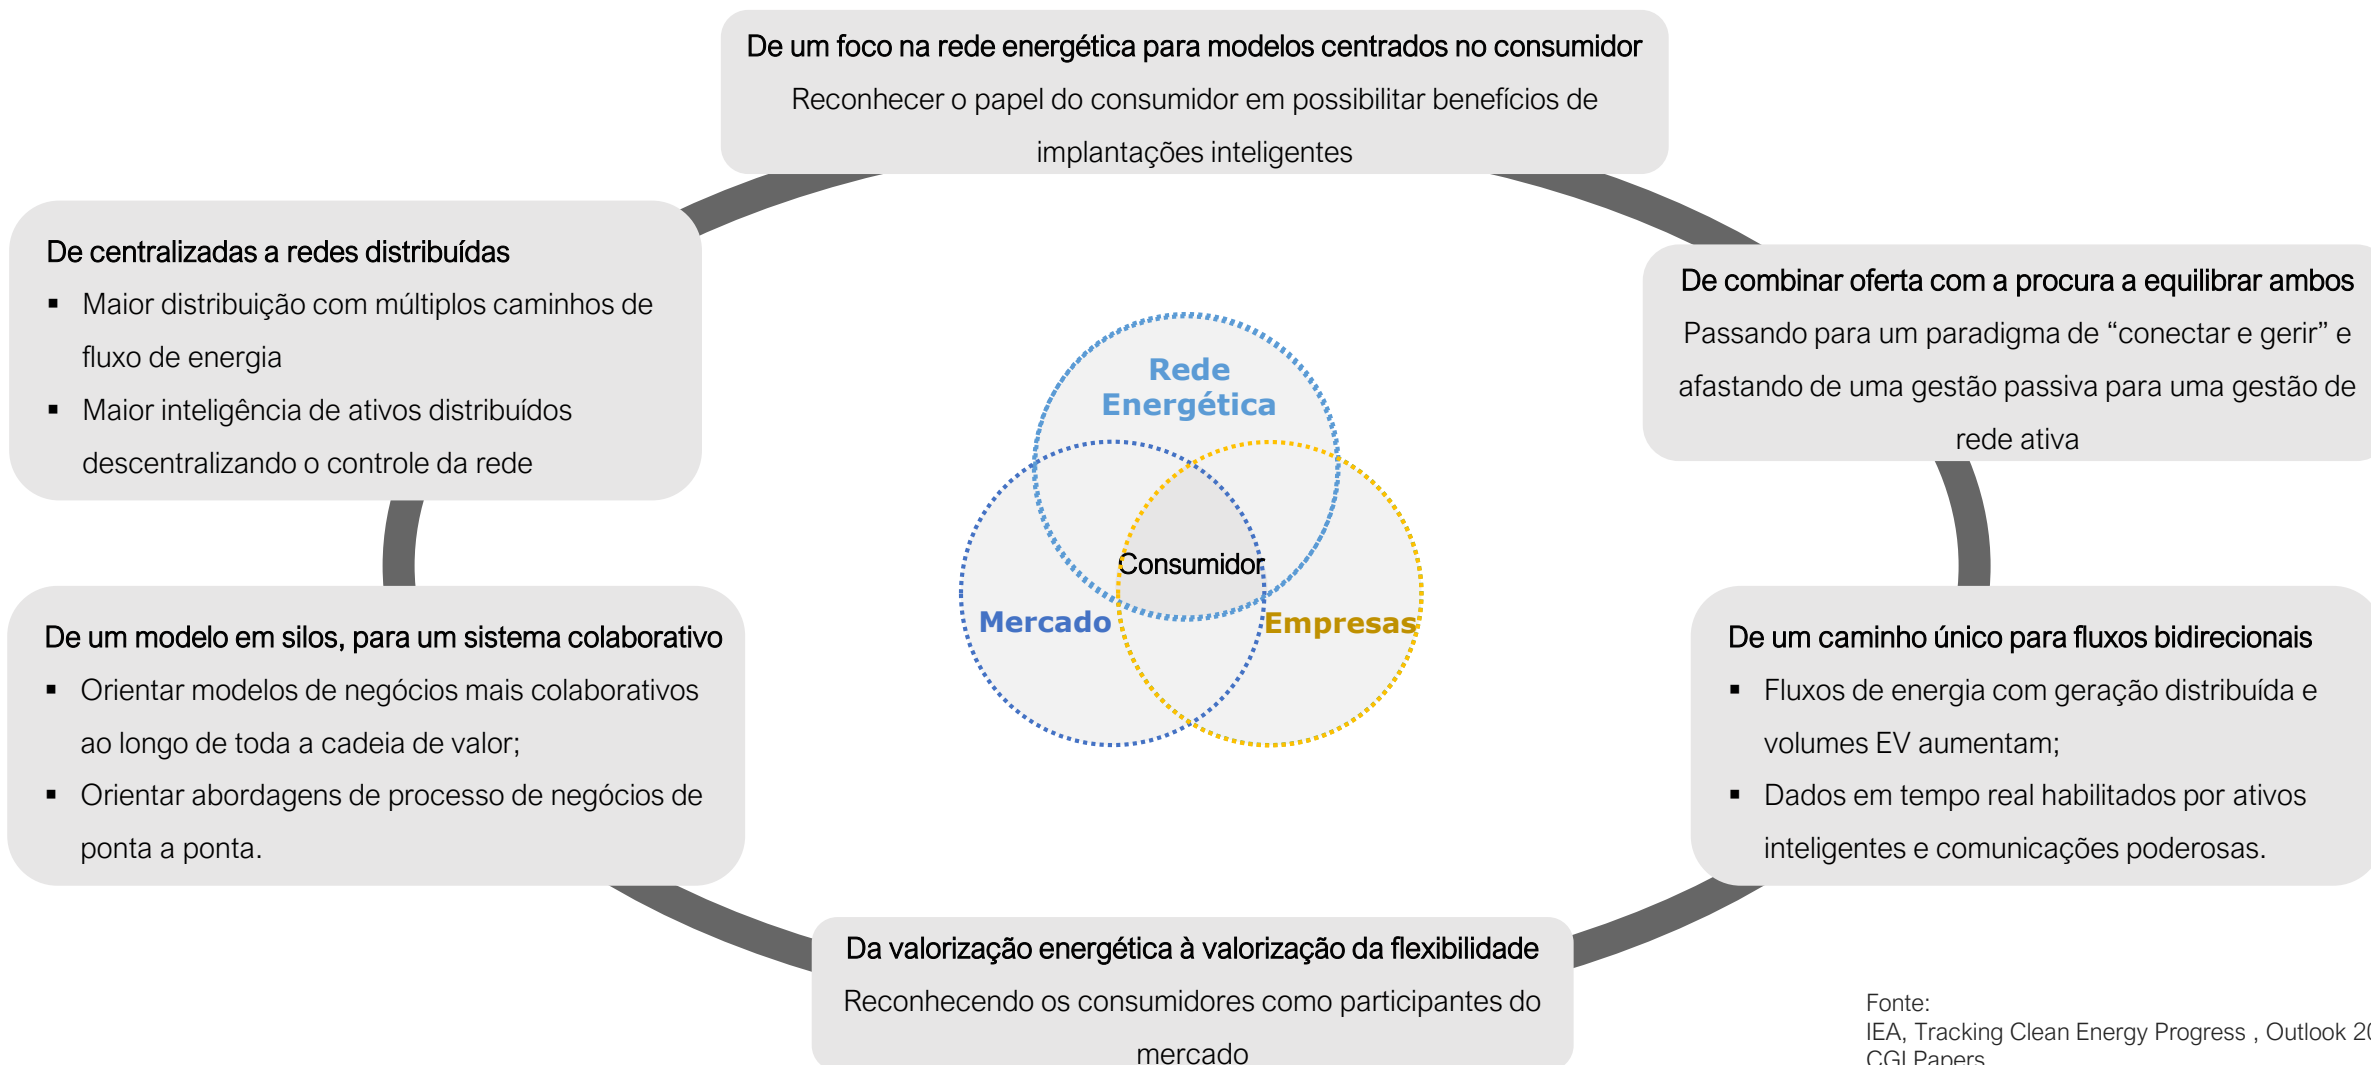 De um foco na rede energética para modelos centrados no consumidor
Reconhecer o papel do consumidor em possibilitar benefícios de
implantações inteligentes
De centralizadas a redes distribuídas
▪ Maior distribuição com múltiplos caminhos de
fluxo de energia
▪ Maior inteligência de ativos distribuídos
descentralizando o controle da rede
De combinar oferta com a procura a equilibrar ambos
Passando para um paradigma de “conectar e gerir” e
afastando de uma gestão passiva para uma gestão de
rede ativa
Rede
Energética
Consumidor
Mercado
Empresas
De um modelo em silos, para um sistema colaborativo
▪ Orientar modelos de negócios mais colaborativos
ao longo de toda a cadeia de valor;
▪ Orientar abordagens de processo de negócios de
ponta a ponta.
De um caminho único para fluxos bidirecionais
▪ Fluxos de energia com geração distribuída e
volumes EV aumentam;
▪ Dados em tempo real habilitados por ativos
inteligentes e comunicações poderosas.
Da valorização energética à valorização da flexibilidade
Reconhecendo os consumidores como participantes do
mercado
Fonte:
IEA, Tracking Clean Energy Progress , Outlook
CGI Papers